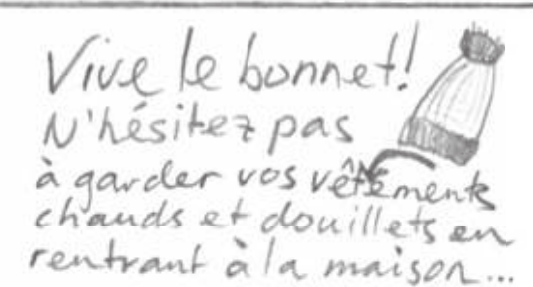 Vive le bonnet!
N'hésitez pas
à garder vos vêtements
chauds et douillets en
rentrant à la maison...